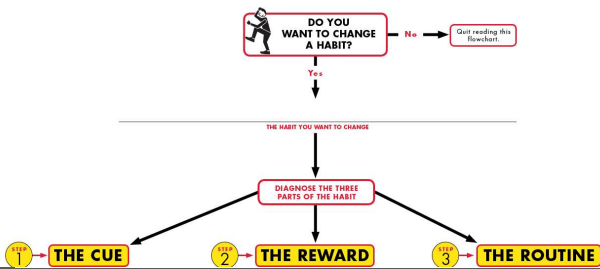 DO YOU
WANT TO CHANGE
A HABIT?
No
Quit reading this
flowchart.
Yes
THE HABIT YOU WANT TO CHANGE
DIAGNOSE THE THREE
PARTS OF THE HABIT
STEP
1
THE CUE
STEP
2
THE REWARD
STEP
3
THE ROUTINE